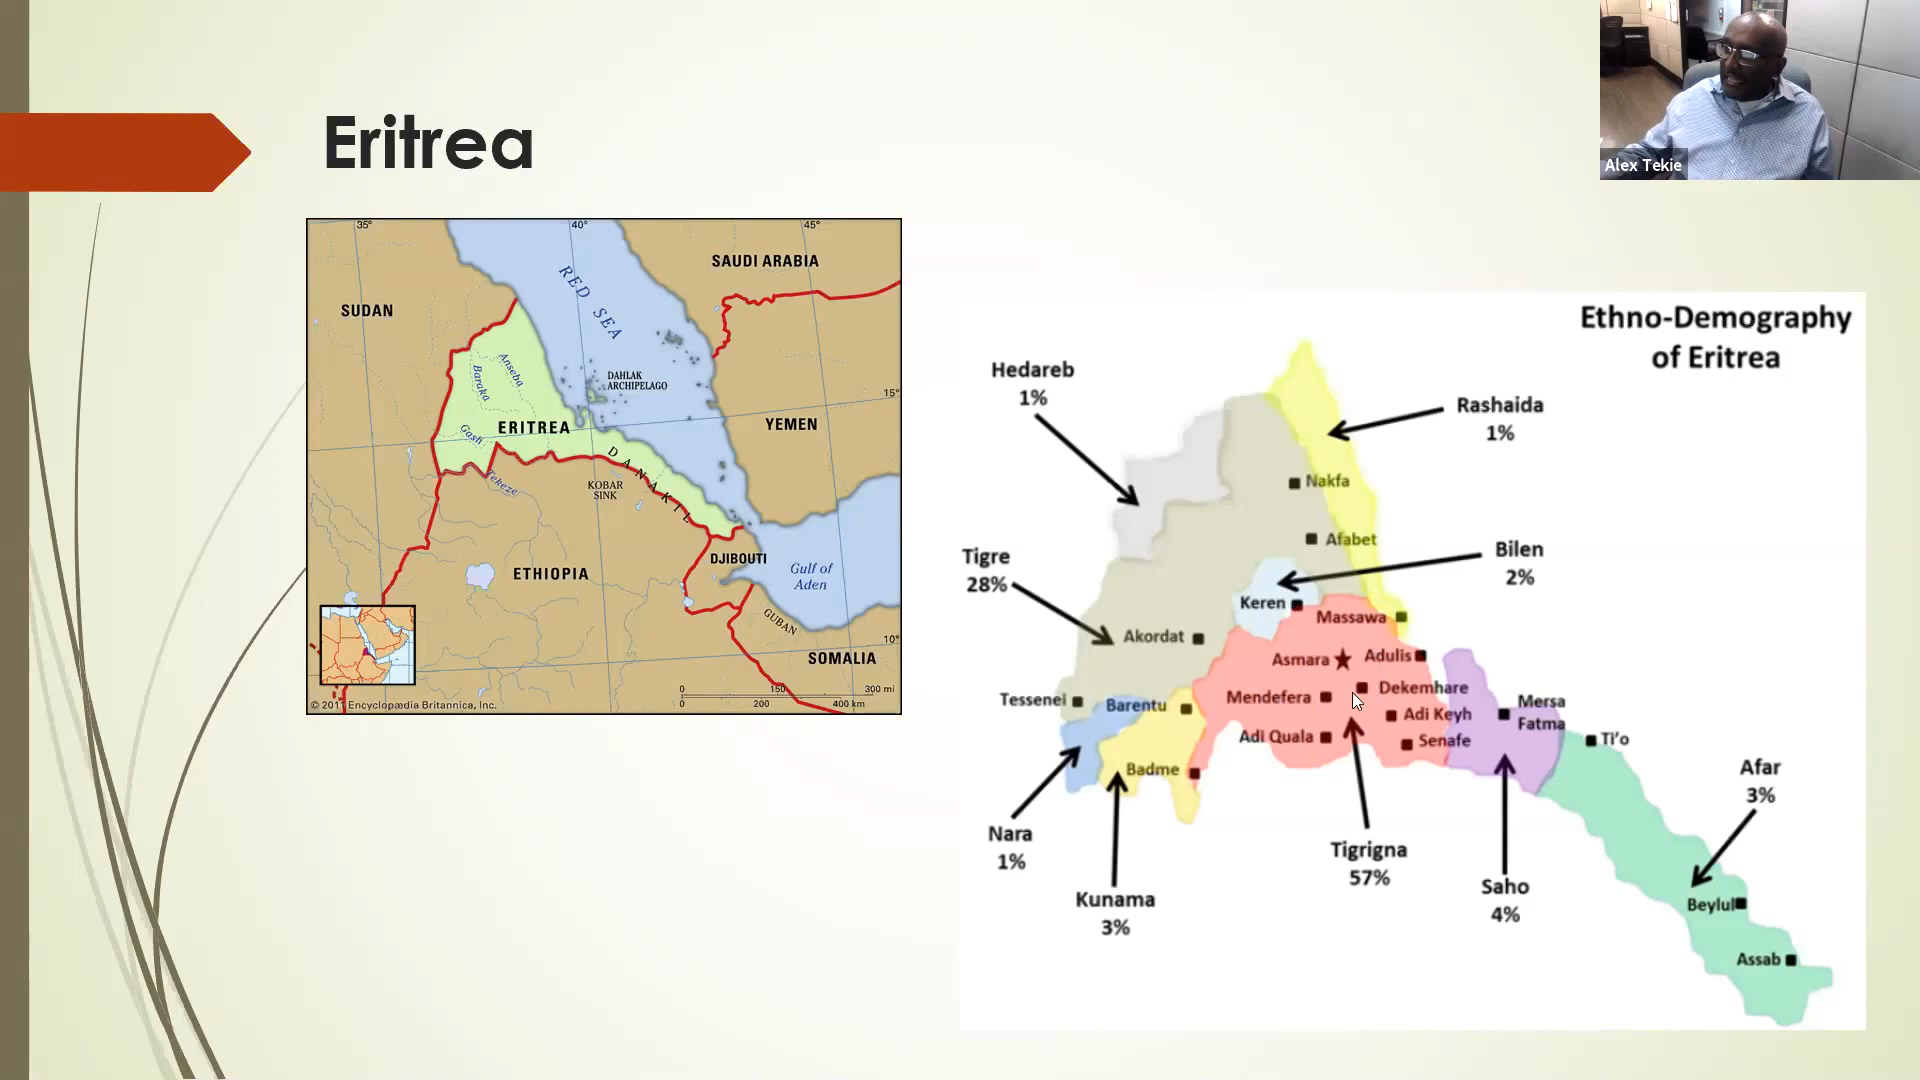 Eritrea
Alex Tekie
35°
40°
45°
SAUDI ARABIA
RED SEA
SUDAN
Anseba
Baraka
DAHLAK
ARCHIPELAGO
15°
YEMEN
ERITREA
Gash
DANAKIL
Tekeze
KOBAR
SINK
DJIBOUTI
Gulf of
Aden
ETHIOPIA
GUBAN
10°
SOMALIA
0 150 300 mi
0 200 400 km
© 2011 Encyclopædia Britannica, Inc.
Ethno-Demography
of Eritrea
Hedareb
1%
Rashaida
1%
Nakfa
Afabet
Bilen
2%
Tigre
28%
Keren
Massawa
Akordat
Asmara
Adulis
Tessenei
Barentu
Mendefera
Dekemhare
Mersa
Fatma
Adi Keyh
Adi Quala
Senafe
Ti’o
Badme
Afar
3%
Nara
1%
Tigrigna
57%
Kunama
3%
Saho
4%
Beylul
Assab